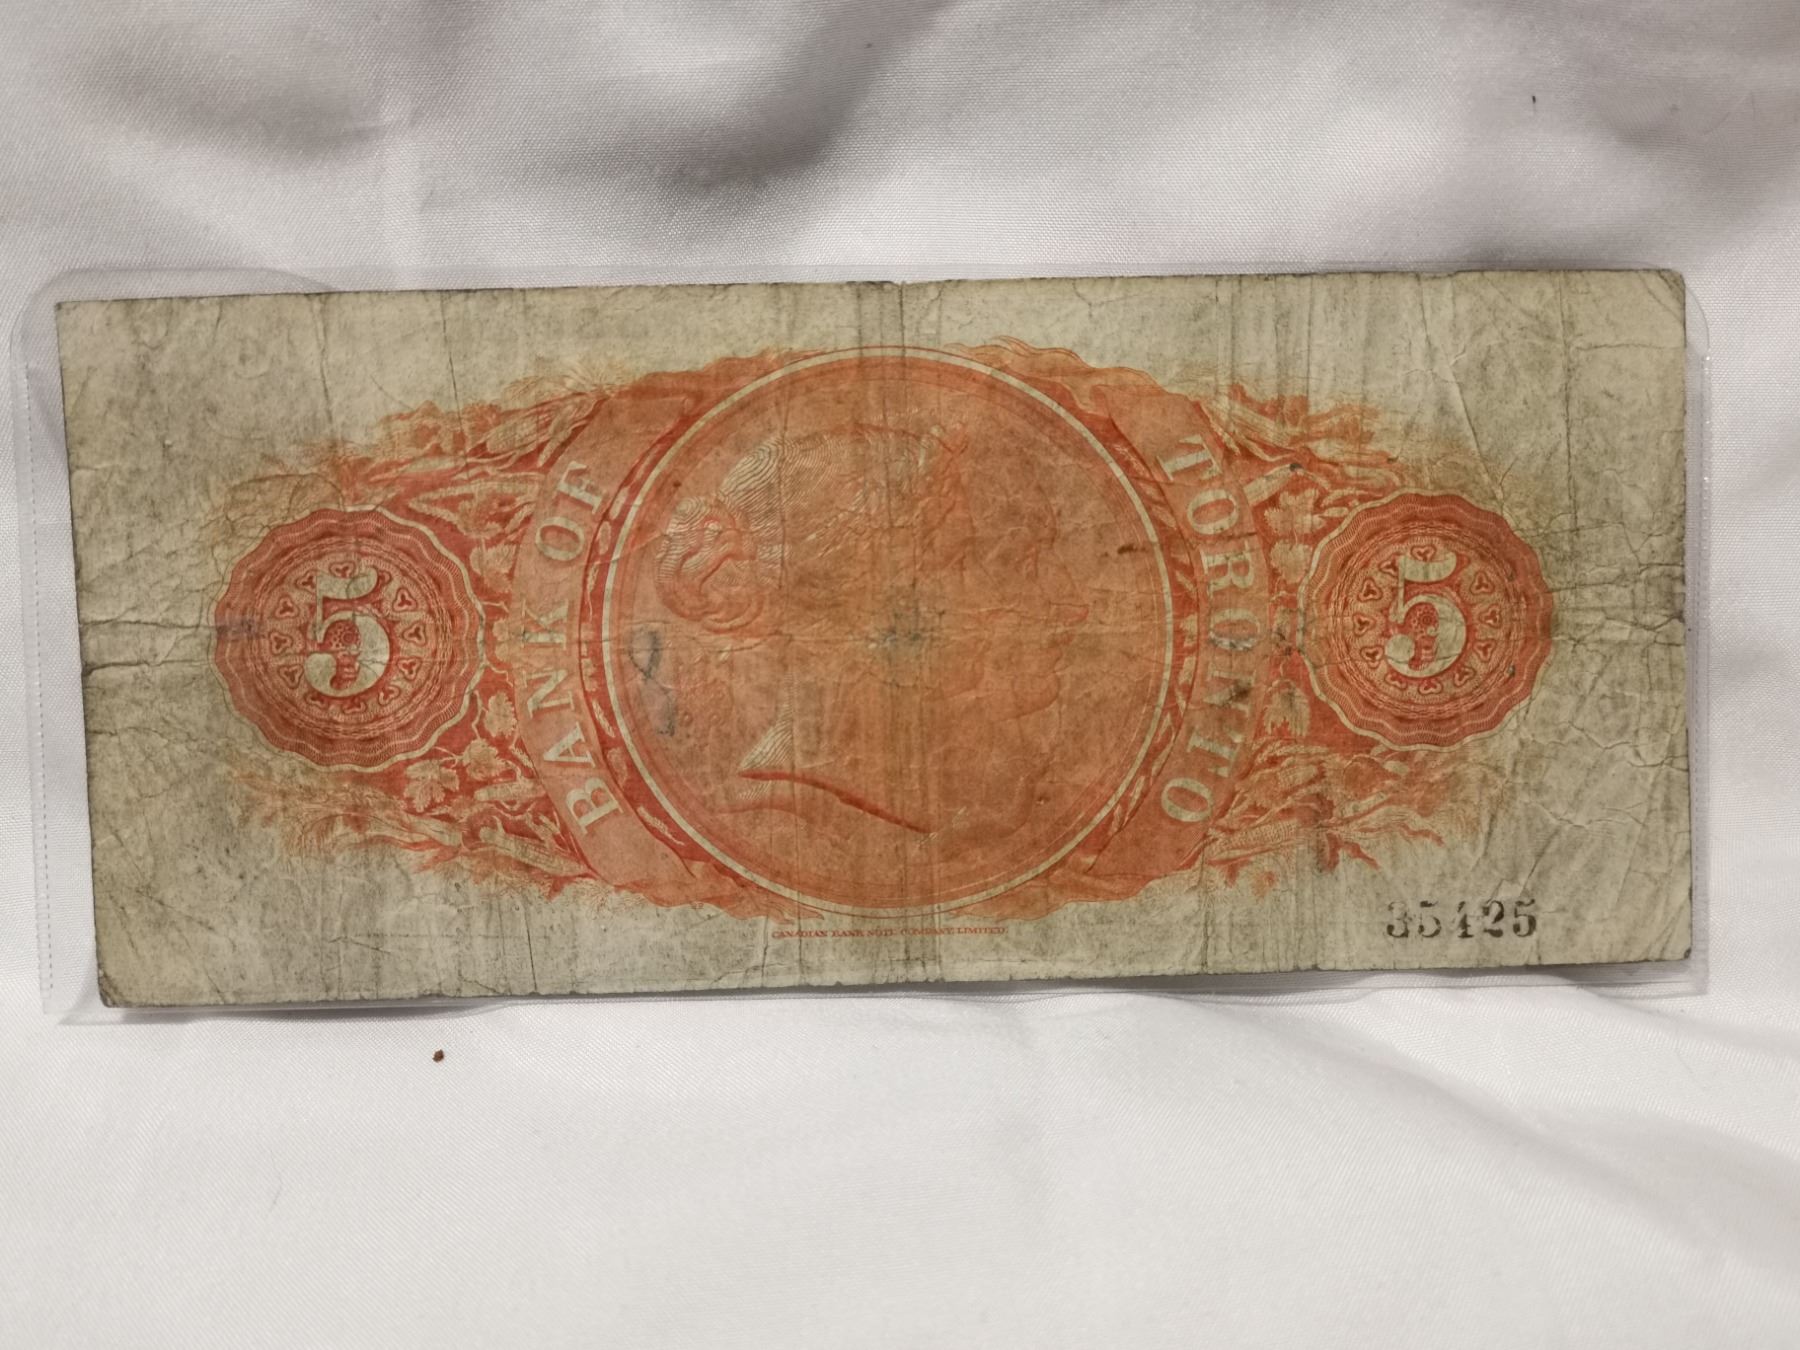 BANK OF TORONTO
5
5
CANADIAN BANK NOTE COMPANY, LIMITED.
35425